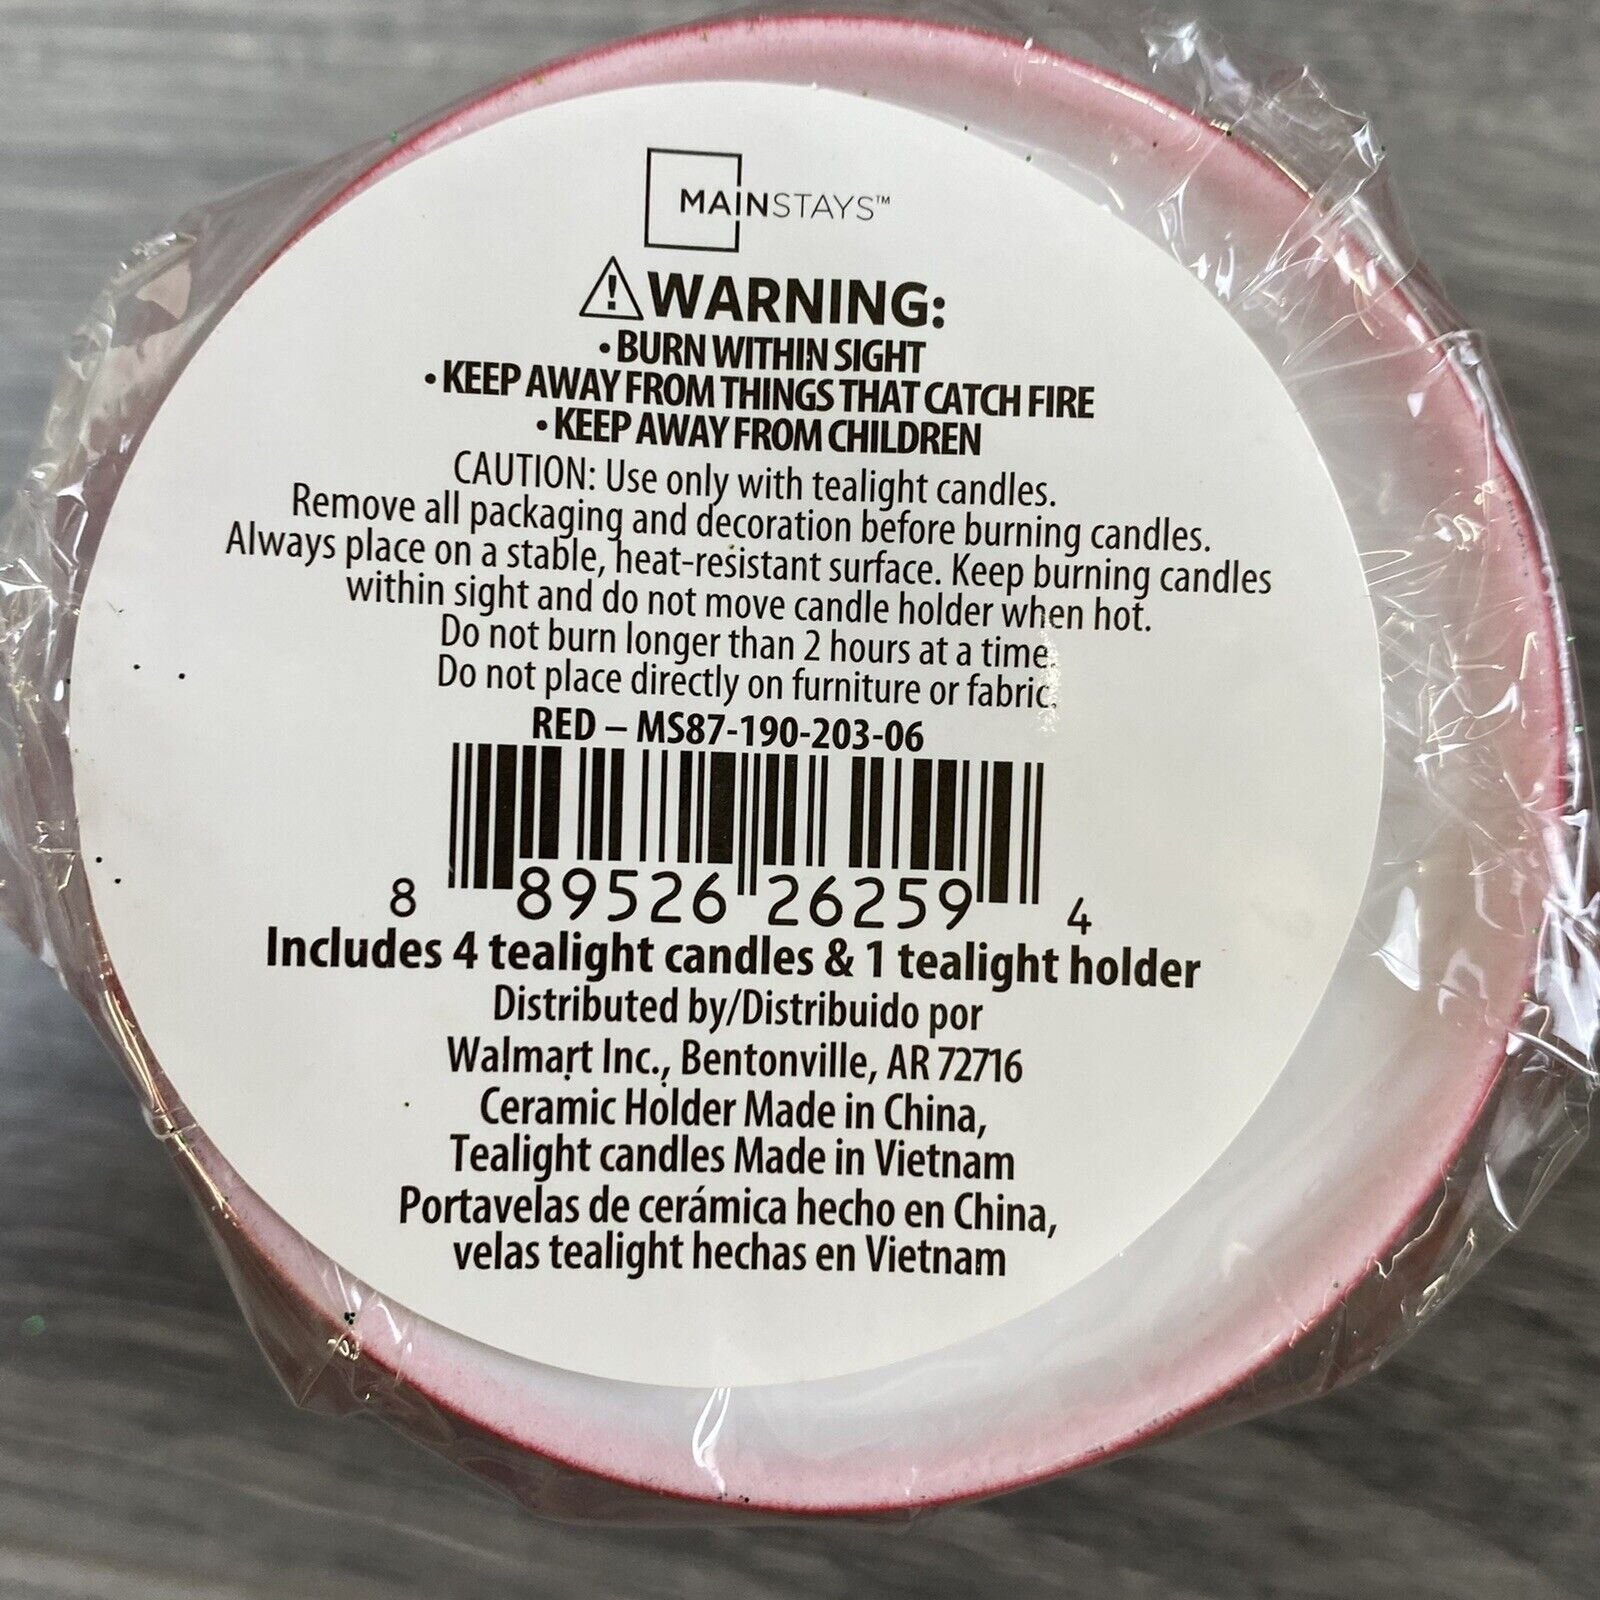 MAINSTAYS™
⚠WARNING:
• BURN WITHIN SIGHT
• KEEP AWAY FROM THINGS THAT CATCH FIRE
• KEEP AWAY FROM CHILDREN
CAUTION: Use only with tealight candles.
Remove all packaging and decoration before burning candles.
Always place on a stable, heat-resistant surface. Keep burning candles
within sight and do not move candle holder when hot.
Do not burn longer than 2 hours at a time.
Do not place directly on furniture or fabric.
RED – MS87-190-203-06
8 89526 26259 4
Includes 4 tealight candles & 1 tealight holder
Distributed by/Distribuido por
Walmart Inc., Bentonville, AR 72716
Ceramic Holder Made in China,
Tealight candles Made in Vietnam
Portavelas de cerámica hecho en China,
velas tealight hechas en Vietnam